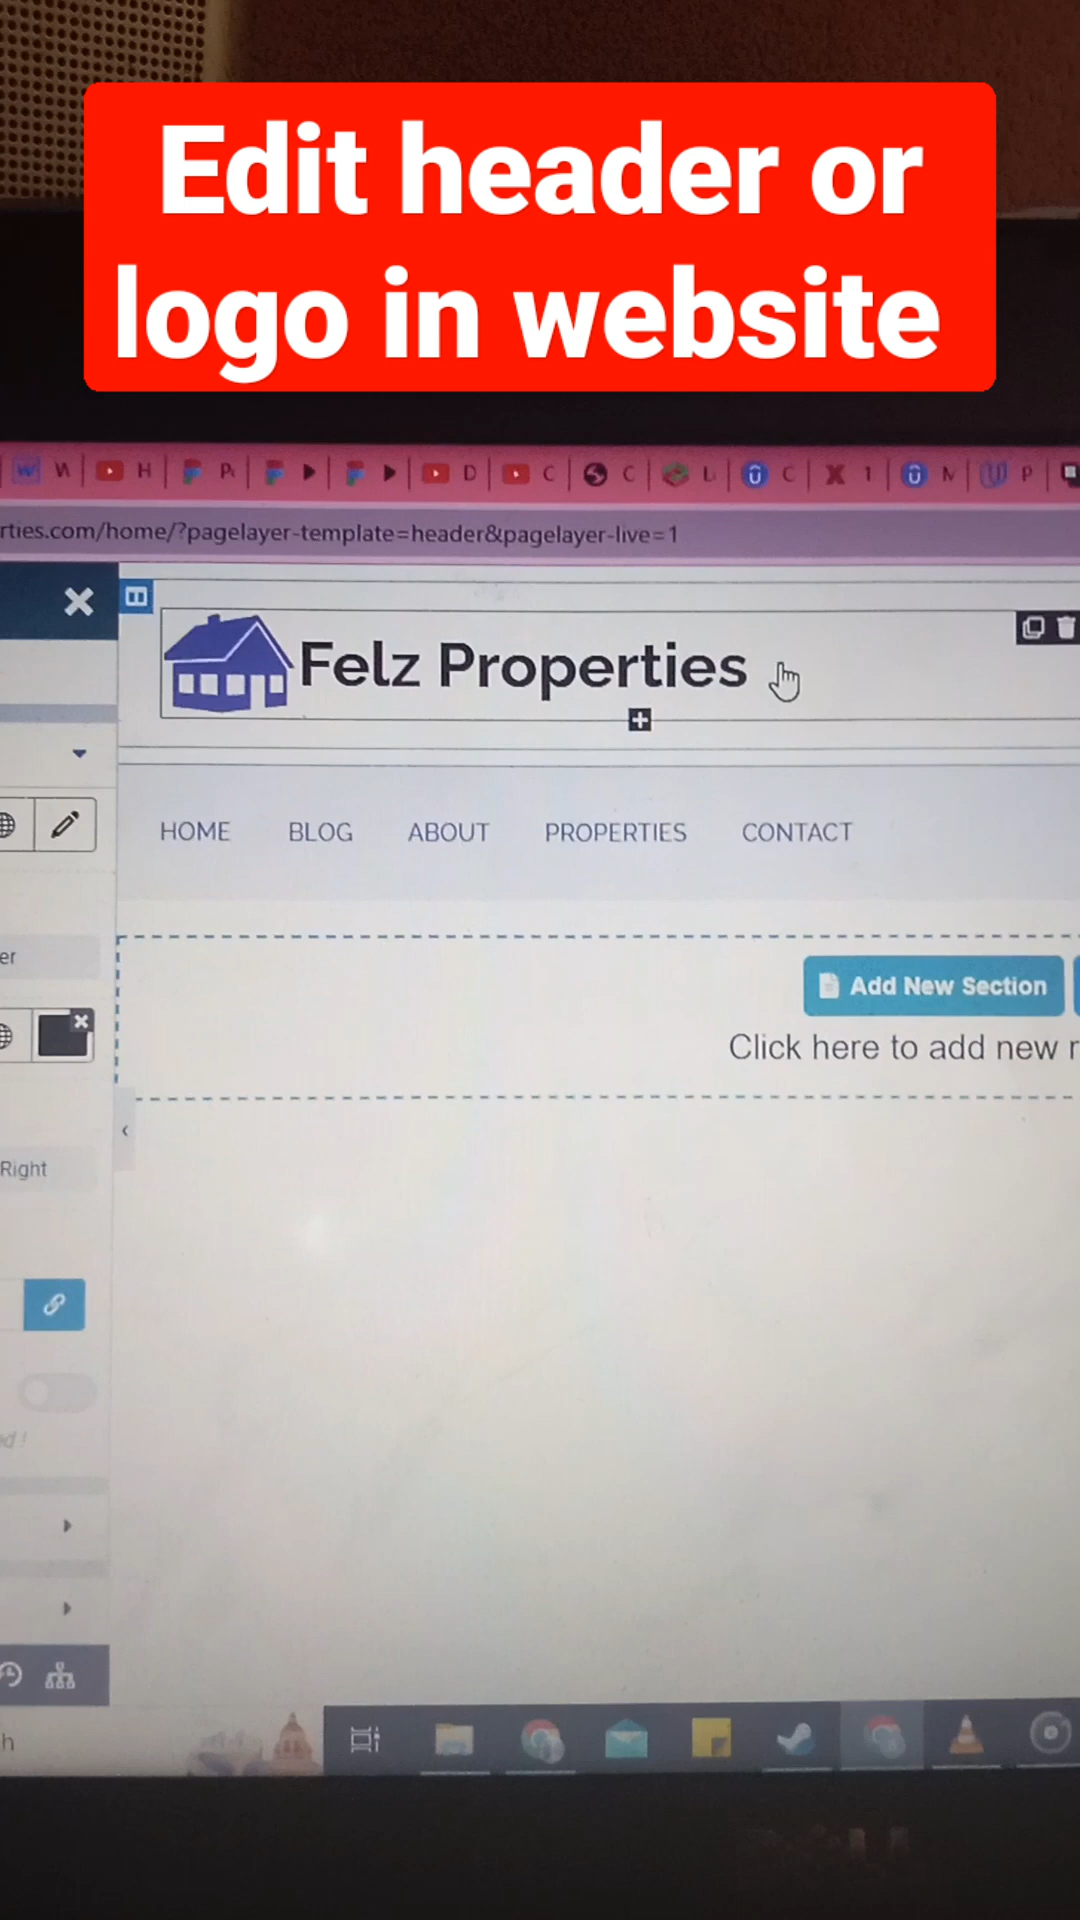 Edit header or
logo in website
rties.com/home/?pagelayer-template=header&pagelayer-live=1
Felz Properties
HOME BLOG ABOUT PROPERTIES CONTACT
er
Add New Section
Click here to add new r
Right
ed !
h